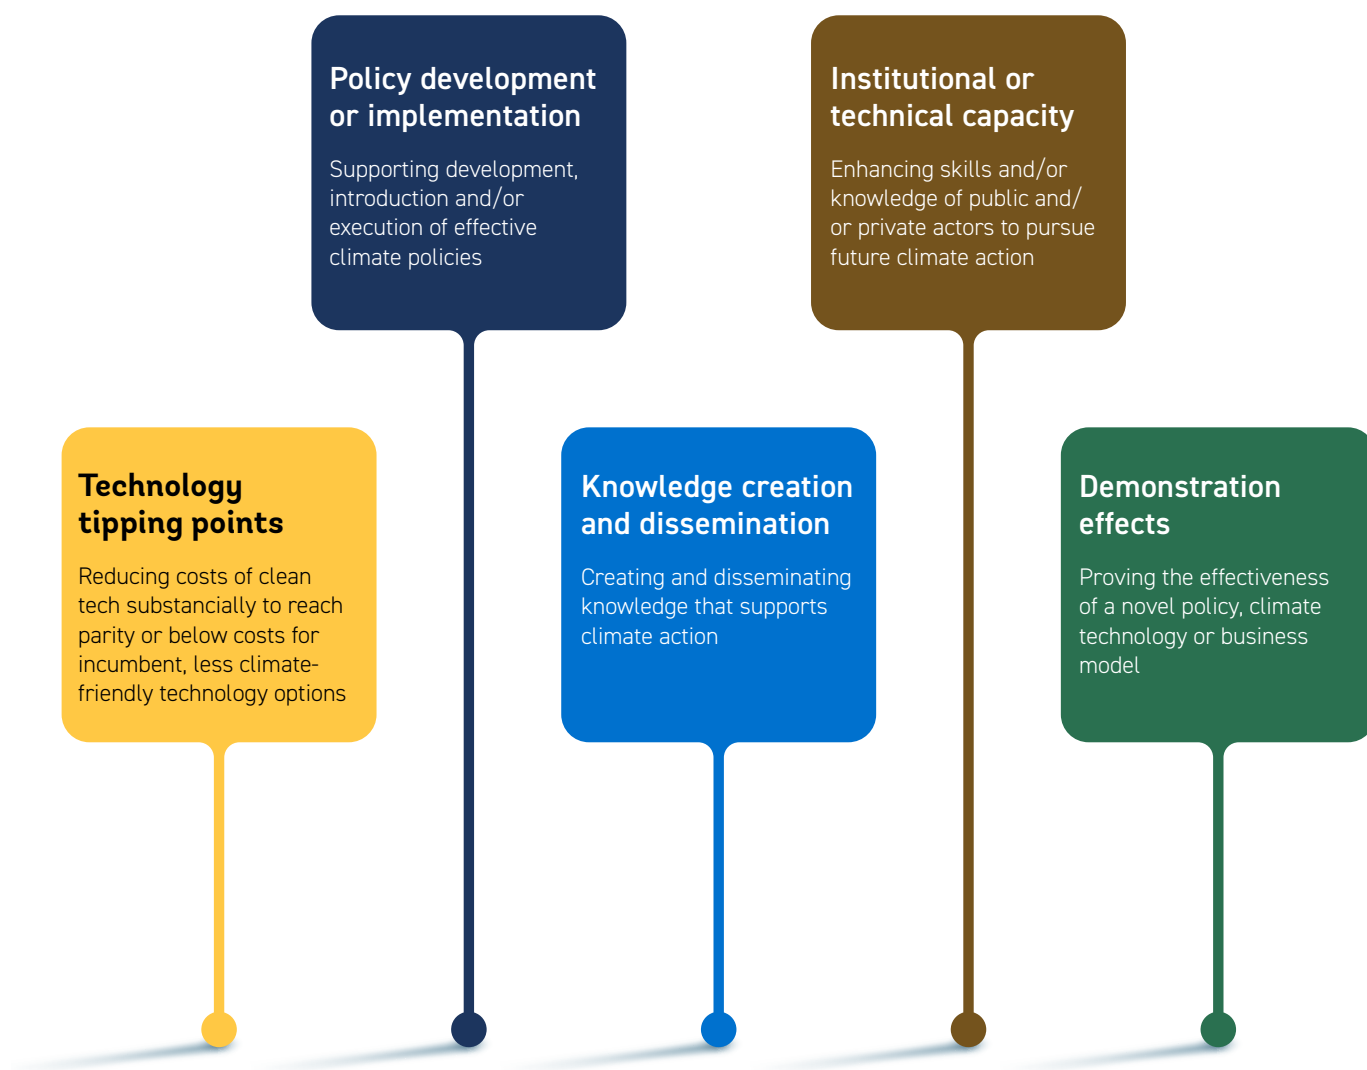 Policy development
or implementation
Supporting development,
introduction and/or
execution of effective
climate policies
Institutional or
technical capacity
Enhancing skills and/or
knowledge of public and/
or private actors to pursue
future climate action
Technology
tipping points
Reducing costs of clean
tech substancially to reach
parity or below costs for
incumbent, less climate-
friendly technology options
Knowledge creation
and dissemination
Creating and disseminating
knowledge that supports
climate action
Demonstration
effects
Proving the effectiveness
of a novel policy, climate
technology or business
model